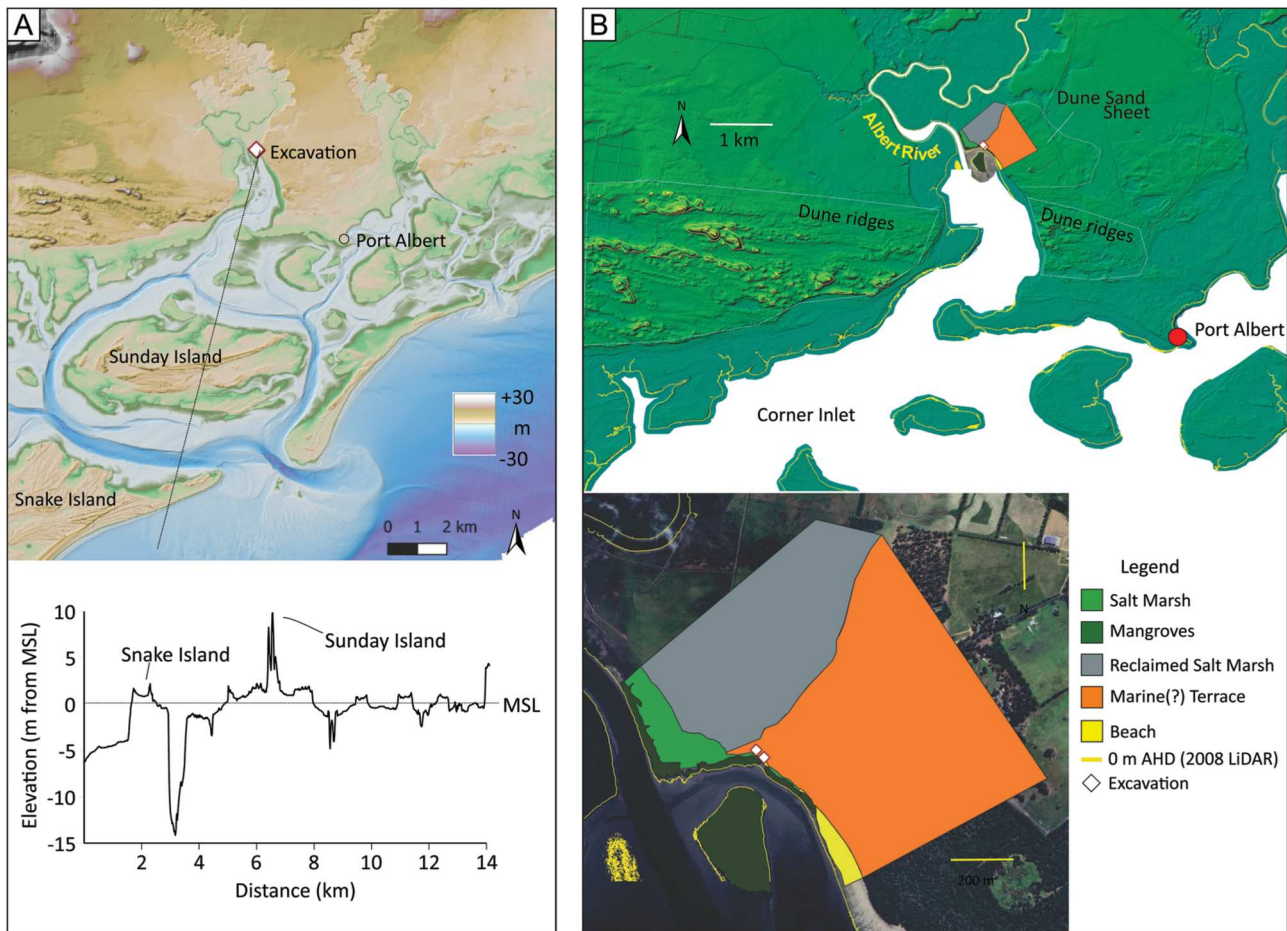 A
Excavation
Port Albert
Sunday Island
+30
m
-30
Snake Island
0 1 2 km
N
10
5
0
-5
-10
-15
Elevation (m from MSL)
Snake Island
Sunday Island
MSL
2 4 6 8 10 12 14
Distance (km)
B
N
1 km
Albert River
Dune Sand
Sheet
Dune ridges
Dune ridges
Port Albert
Corner Inlet
N
200 m
Legend
Salt Marsh
Mangroves
Reclaimed Salt Marsh
Marine(?) Terrace
Beach
0 m AHD (2008 LiDAR)
Excavation